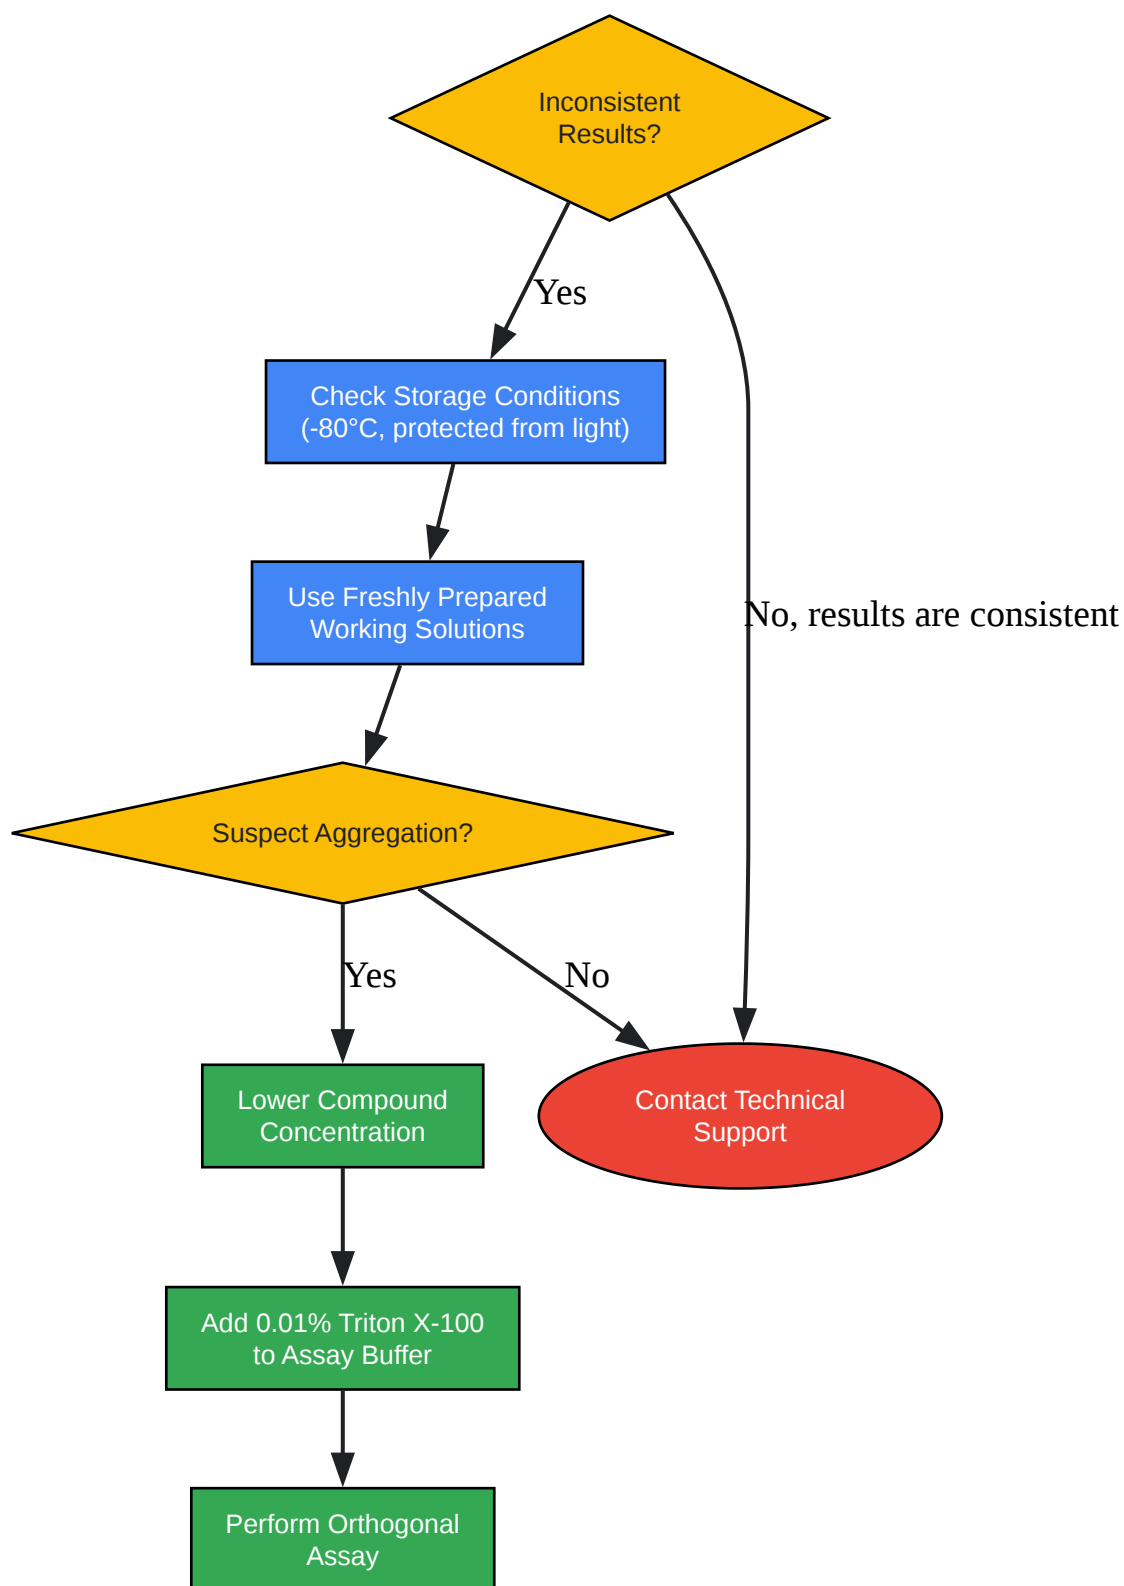 Inconsistent
Results?
Yes
Check Storage Conditions
(-80°C, protected from light)
Use Freshly Prepared
Working Solutions
No, results are consistent
Suspect Aggregation?
Yes
No
Lower Compound
Concentration
Contact Technical
Support
Add 0.01% Triton X-100
to Assay Buffer
Perform Orthogonal
Assay